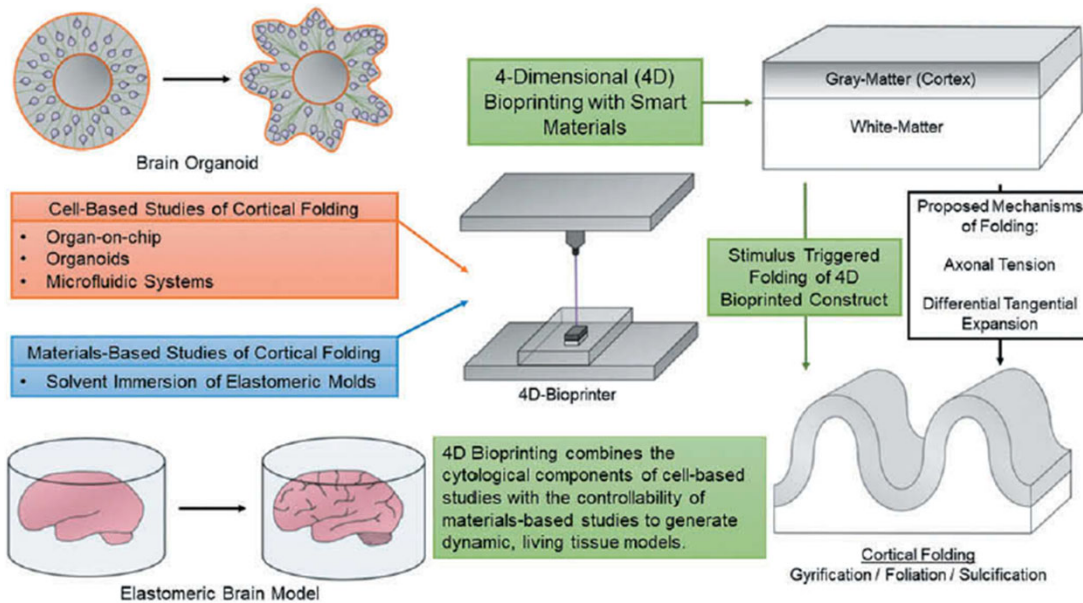 Brain Organoid
Cell-Based Studies of Cortical Folding
• Organ-on-chip
• Organoids
• Microfluidic Systems
Materials-Based Studies of Cortical Folding
• Solvent Immersion of Elastomeric Molds
Elastomeric Brain Model
4-Dimensional (4D)
Bioprinting with Smart
Materials
4D-Bioprinter
4D Bioprinting combines the
cytological components of cell-based
studies with the controllability of
materials-based studies to generate
dynamic, living tissue models.
Gray-Matter (Cortex)
White-Matter
Stimulus Triggered
Folding of 4D
Bioprinted Construct
Proposed Mechanisms
of Folding:
Axonal Tension
Differential Tangential
Expansion
Cortical Folding
Gyrification / Foliation / Sulcification